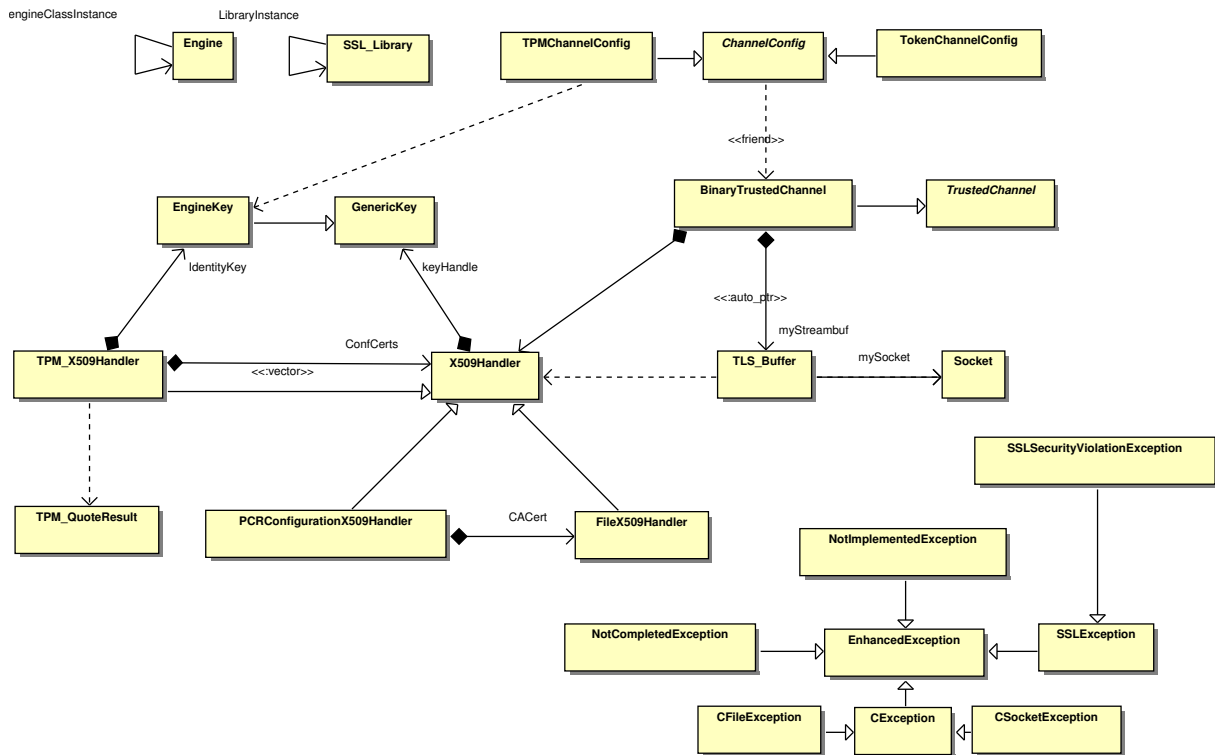 engineClassInstance
LibraryInstance
Engine
SSL_Library
TPMChannelConfig
ChannelConfig
TokenChannelConfig
<<friend>>
EngineKey
GenericKey
BinaryTrustedChannel
TrustedChannel
IdentityKey
keyHandle
<<:auto_ptr>>
myStreambuf
TPM_X509Handler
ConfCerts
<<:vector>>
X509Handler
TLS_Buffer
mySocket
Socket
SSLSecurityViolationException
TPM_QuoteResult
PCRConfigurationX509Handler
CACert
FileX509Handler
NotImplementedException
NotCompletedException
EnhancedException
SSLException
CFileException
CException
CSocketException